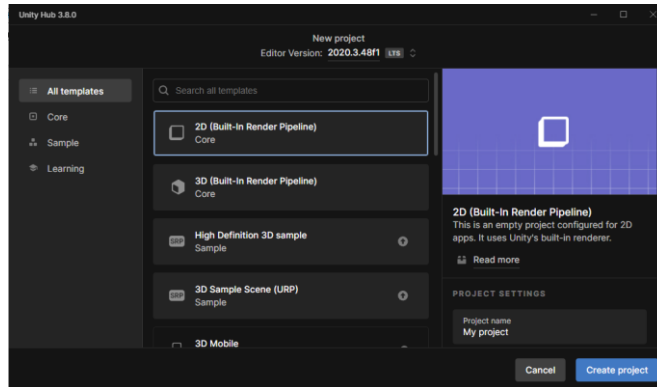 Unity Hub 3.8.0
New project
Editor Version: 2020.3.48f1 LTS
All templates
Core
Sample
Learning
Search all templates
2D (Built-In Render Pipeline)
Core
3D (Built-In Render Pipeline)
Core
SRP
High Definition 3D sample
Sample
SRP
3D Sample Scene (URP)
Sample
3D Mobile
2D (Built-In Render Pipeline)
This is an empty project configured for 2D
apps. It uses Unity's built-in renderer.
Read more
PROJECT SETTINGS
Project name
My project
Cancel
Create project